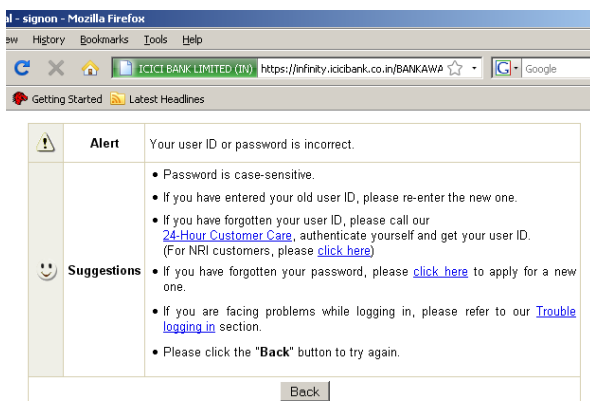 al - signon - Mozilla Firefox
ew History Bookmarks Tools Help
ICICI BANK LIMITED (IN) https://infinity.icicibank.co.in/BANKAWA G Google
Getting Started Latest Headlines
Alert Your user ID or password is incorrect.
• Password is case-sensitive.
• If you have entered your old user ID, please re-enter the new one.
• If you have forgotten your user ID, please call our
24-Hour Customer Care, authenticate yourself and get your user ID.
(For NRI customers, please click here)
Suggestions • If you have forgotten your password, please click here to apply for a new
one.
• If you are facing problems while logging in, please refer to our Trouble
logging in section.
• Please click the "Back" button to try again.
Back